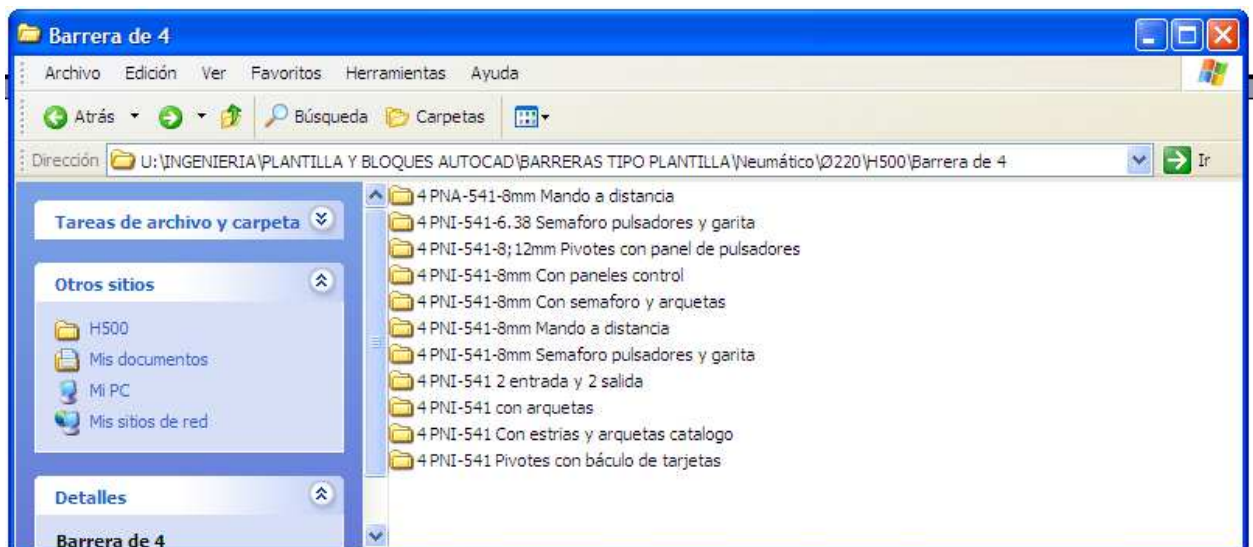 Barrera de 4
Archivo Edición Ver Favoritos Herramientas Ayuda
Atrás Búsqueda Carpetas
Dirección U:\INGENIERIA\PLANTILLA Y BLOQUES AUTOCAD\BARRERAS TIPO PLANTILLA\Neumático\Ø220\H500\Barrera de 4 Ir
Tareas de archivo y carpeta
Otros sitios
H500
Mis documentos
Mi PC
Mis sitios de red
Detalles
Barrera de 4
4 PNA-541-8mm Mando a distancia
4 PNI-541-6.38 Semaforo pulsadores y garita
4 PNI-541-8;12mm Pivotes con panel de pulsadores
4 PNI-541-8mm Con paneles control
4 PNI-541-8mm Con semaforo y arquetas
4 PNI-541-8mm Mando a distancia
4 PNI-541-8mm Semaforo pulsadores y garita
4 PNI-541 2 entrada y 2 salida
4 PNI-541 con arquetas
4 PNI-541 Con estrias y arquetas catalogo
4 PNI-541 Pivotes con báculo de tarjetas